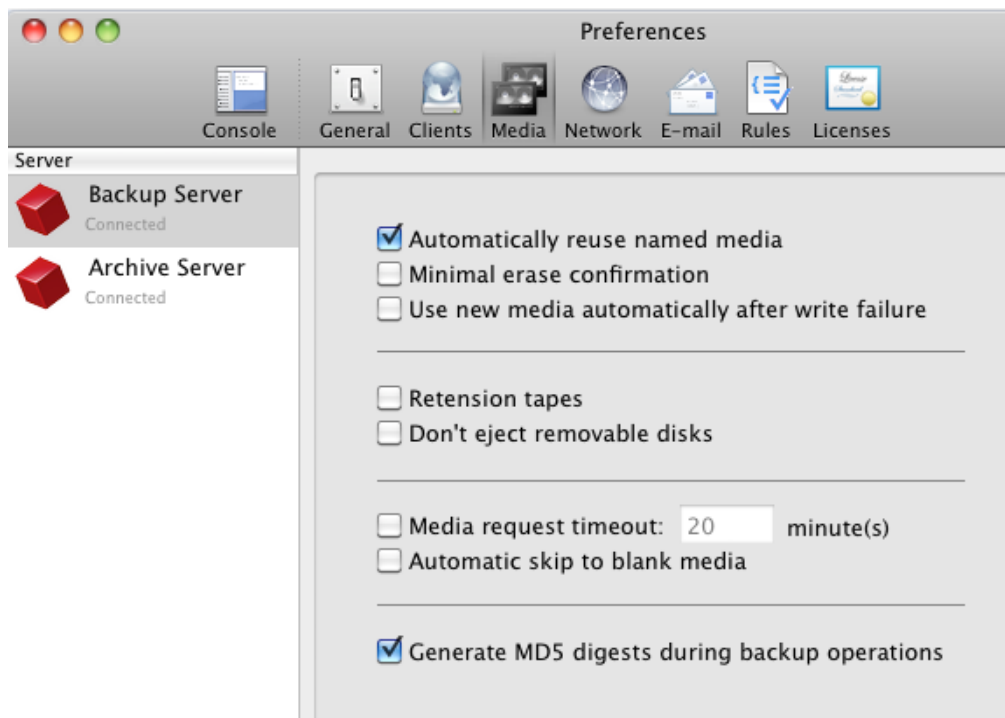 Preferences
Console
General
Clients
Media
Network
E-mail
Rules
Licenses
Server
Backup Server
Connected
Archive Server
Connected
Automatically reuse named media
Minimal erase confirmation
Use new media automatically after write failure
Retension tapes
Don't eject removable disks
Media request timeout: 20 minute(s)
Automatic skip to blank media
Generate MD5 digests during backup operations